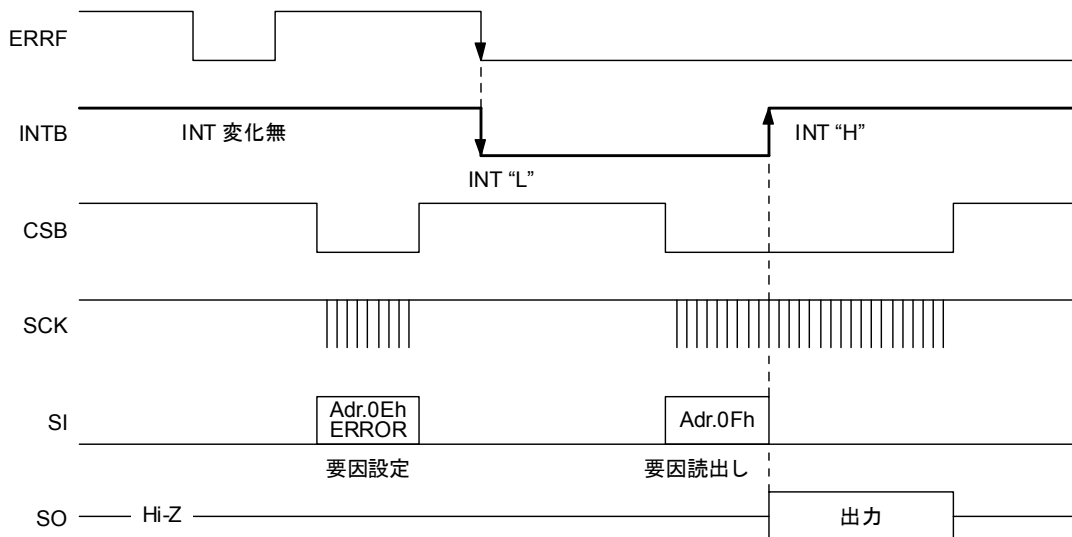 ERRF
INTB
INT 変化無
INT “H”
INT “L”
CSB
SCK
SI
Adr.0Eh
ERROR
Adr.0Fh
要因設定
要因読出し
SO
Hi-Z
出力